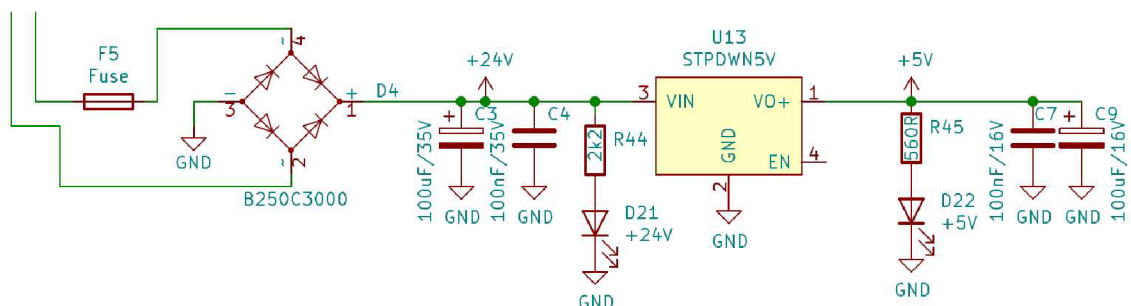 F5
Fuse
~
4
−
3
+
1
D4
2
~
GND
B250C3000
+24V
+
C3
100uF/35V
GND
C4
100nF/35V
GND
2k2
R44
D21
+24V
GND
U13
STPDWN5V
3
VIN
VO+
1
GND
EN
4
2
GND
+5V
560R
R45
D22
+5V
GND
C7
100nF/16V
GND
+
C9
100uF/16V
GND